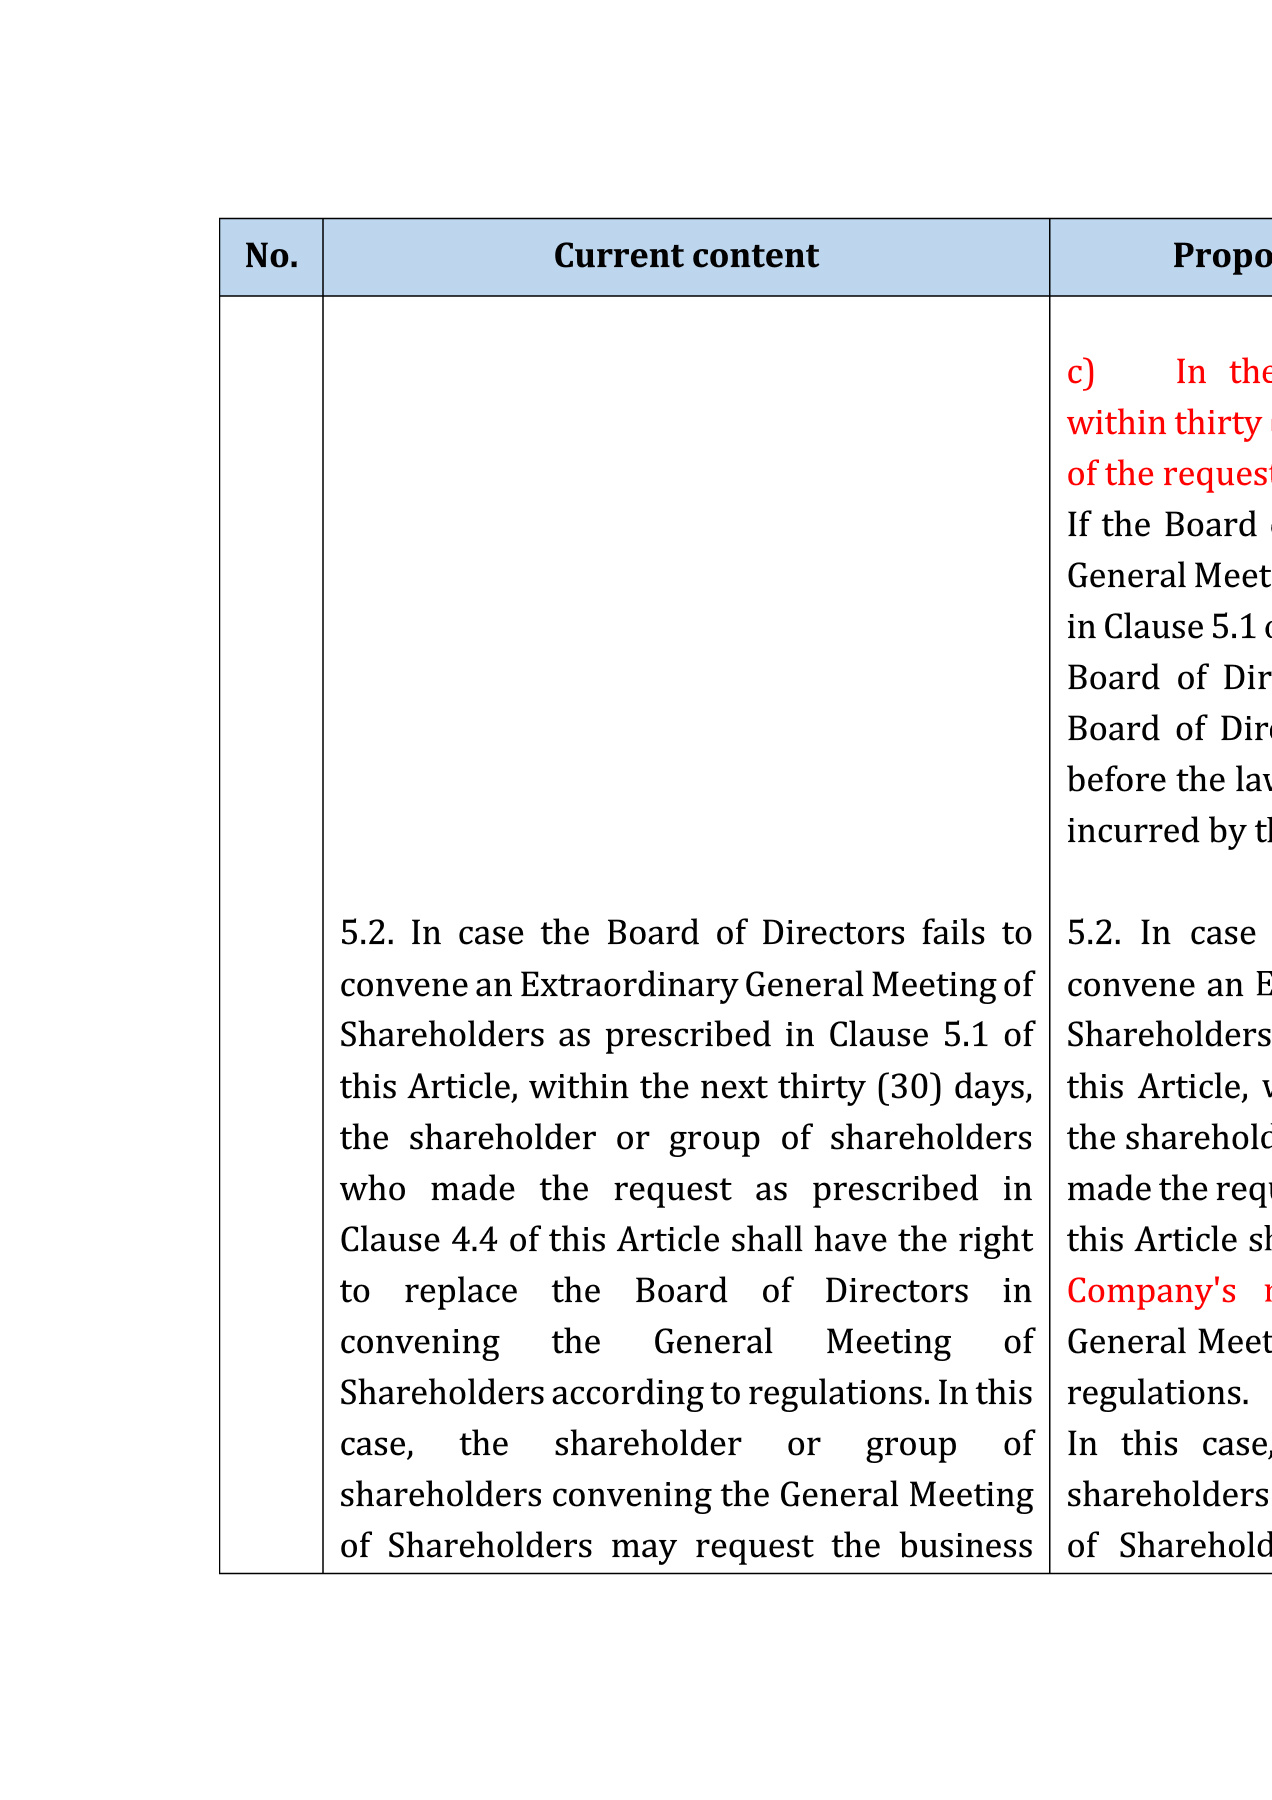 No.
Current content
c) In the
within thirty
of the request
If the Board
General Meet
in Clause 5.1
Board of Dir
Board of Dire
before the law
incurred by th
5.2. In case the Board of Directors fails to
convene an Extraordinary General Meeting of
Shareholders as prescribed in Clause 5.1 of
this Article, within the next thirty (30) days,
the shareholder or group of shareholders
who made the request as prescribed in
Clause 4.4 of this Article shall have the right
to replace the Board of Directors in
convening the General Meeting of
Shareholders according to regulations. In this
case, the shareholder or group of
shareholders convening the General Meeting
of Shareholders may request the business
5.2. In case
convene an E
Shareholders
this Article, w
the sharehold
made the requ
this Article sh
Company's
General Meet
regulations.
In this case,
shareholders
of Sharehold